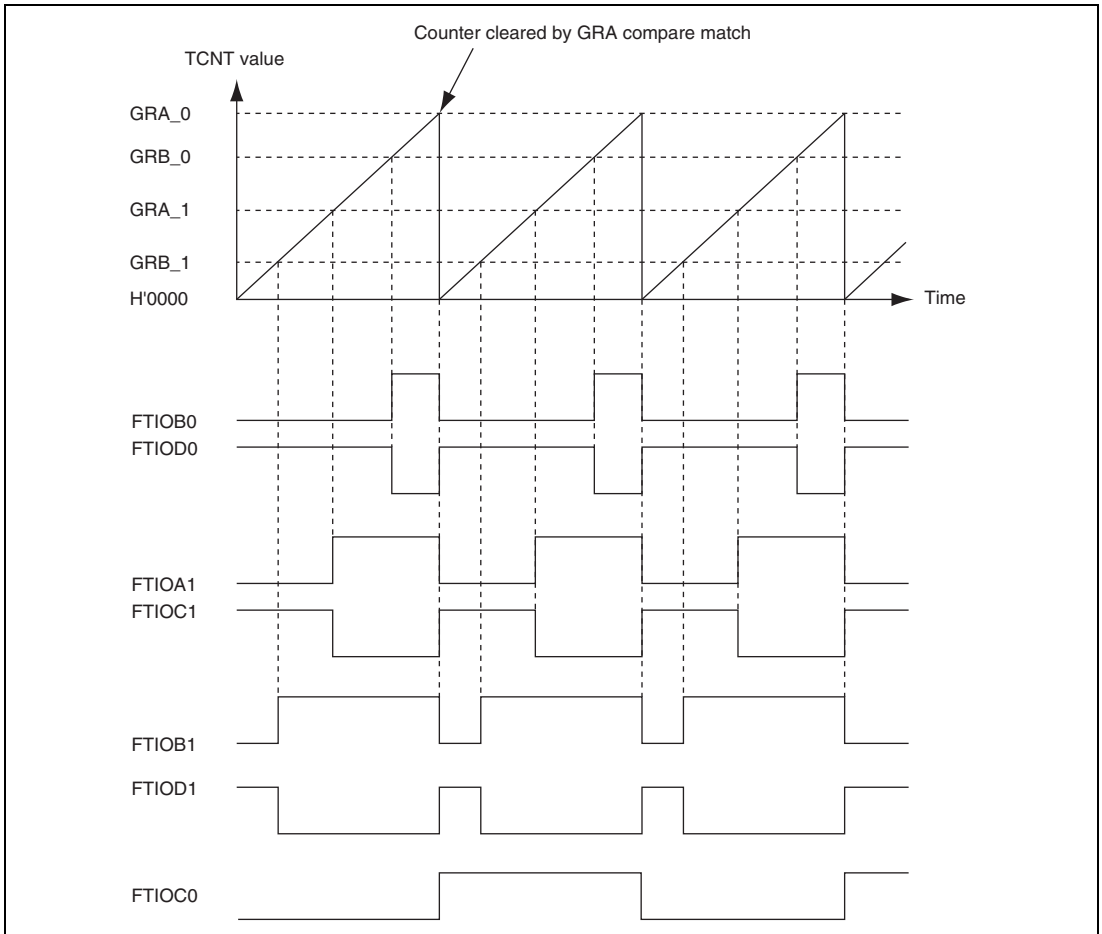 Counter cleared by GRA compare match
TCNT value
GRA_0
GRB_0
GRA_1
GRB_1
H'0000
Time
FTIOB0
FTIOD0
FTIOA1
FTIOC1
FTIOB1
FTIOD1
FTIOC0